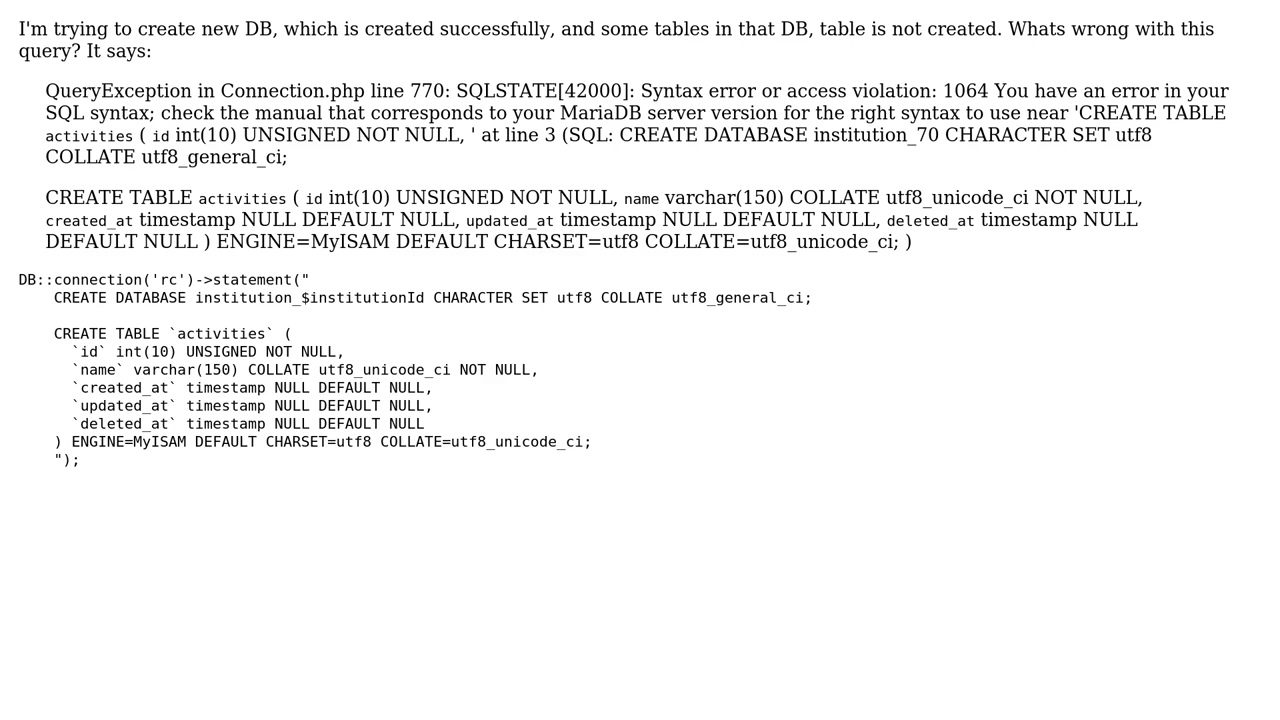 I'm trying to create new DB, which is created successfully, and some tables in that DB, table is not created. Whats wrong with this
query? It says:
QueryException in Connection.php line 770: SQLSTATE[42000]: Syntax error or access violation: 1064 You have an error in your
SQL syntax; check the manual that corresponds to your MariaDB server version for the right syntax to use near 'CREATE TABLE
activities ( id int(10) UNSIGNED NOT NULL, ' at line 3 (SQL: CREATE DATABASE institution_70 CHARACTER SET utf8
COLLATE utf8_general_ci;
CREATE TABLE activities ( id int(10) UNSIGNED NOT NULL, name varchar(150) COLLATE utf8_unicode_ci NOT NULL,
created_at timestamp NULL DEFAULT NULL, updated_at timestamp NULL DEFAULT NULL, deleted_at timestamp NULL
DEFAULT NULL ) ENGINE=MyISAM DEFAULT CHARSET=utf8 COLLATE=utf8_unicode_ci; )
DB::connection('rc')->statement("
    CREATE DATABASE institution_$institutionId CHARACTER SET utf8 COLLATE utf8_general_ci;
    CREATE TABLE `activities` (
      `id` int(10) UNSIGNED NOT NULL,
      `name` varchar(150) COLLATE utf8_unicode_ci NOT NULL,
      `created_at` timestamp NULL DEFAULT NULL,
      `updated_at` timestamp NULL DEFAULT NULL,
      `deleted_at` timestamp NULL DEFAULT NULL
    ) ENGINE=MyISAM DEFAULT CHARSET=utf8 COLLATE=utf8_unicode_ci;
    ");